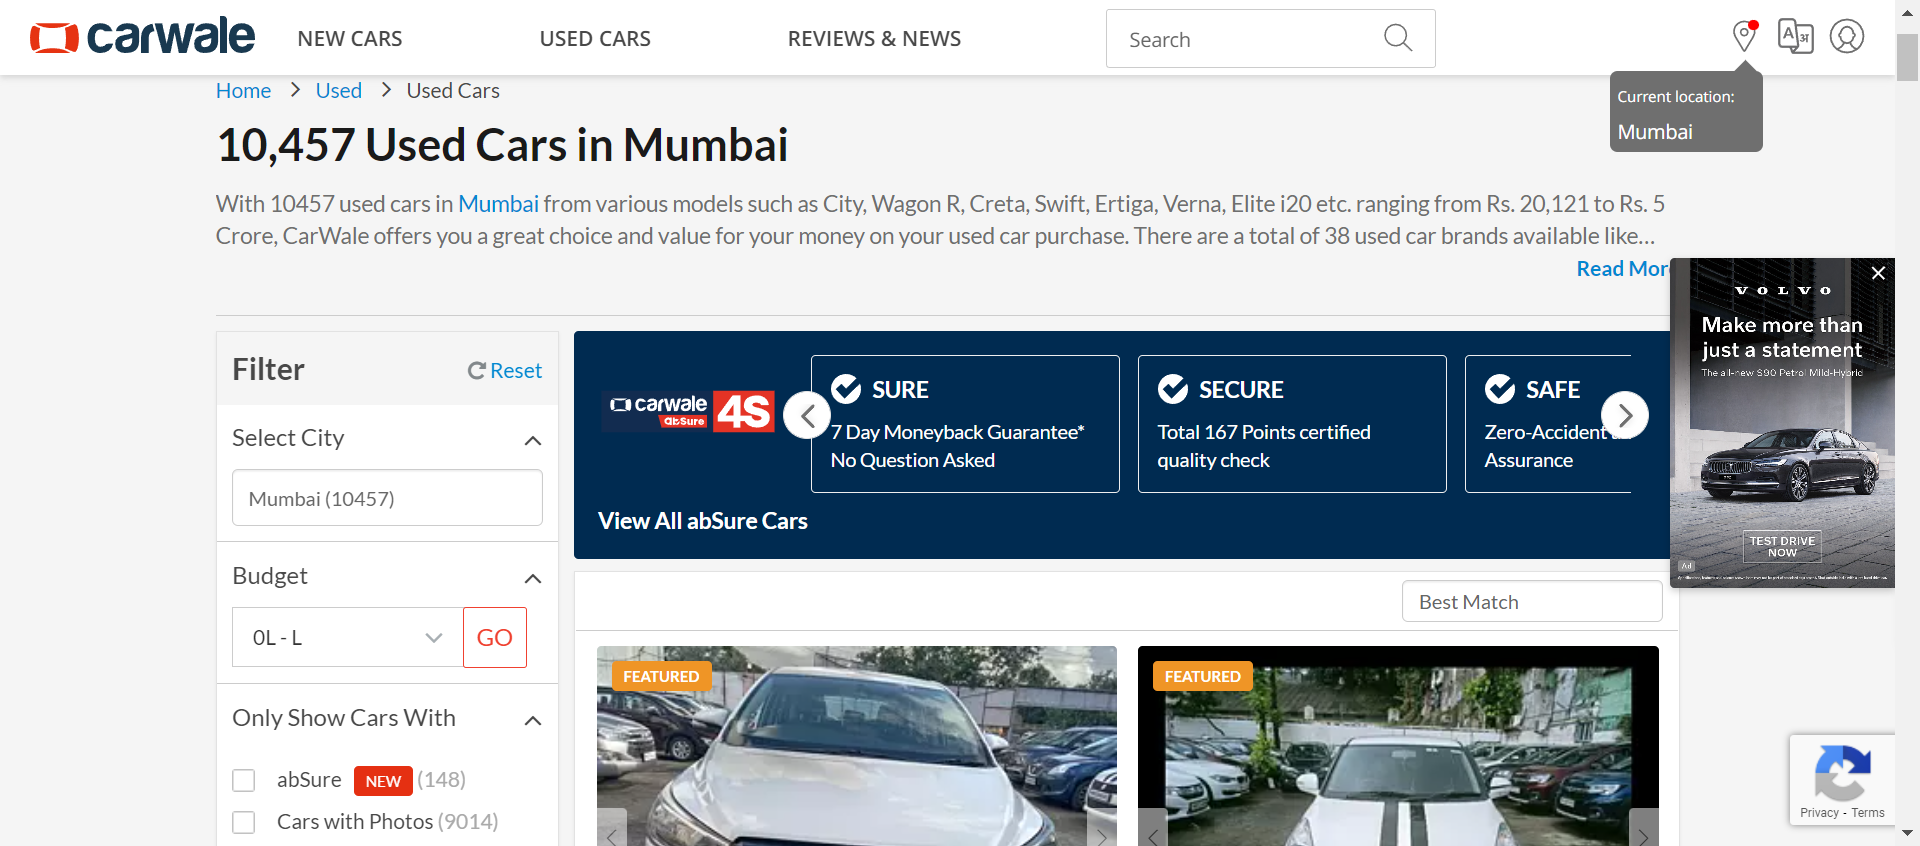 carwale
NEW CARS
USED CARS
REVIEWS & NEWS
Search
Current location:
Mumbai
Home > Used > Used Cars
10,457 Used Cars in Mumbai
With 10457 used cars in Mumbai from various models such as City, Wagon R, Creta, Swift, Ertiga, Verna, Elite i20 etc. ranging from Rs. 20,121 to Rs. 5
Crore, CarWale offers you a great choice and value for your money on your used car purchase. There are a total of 38 used car brands available like...
Read Mor
VOLVO
Make more than
just a statement
The all-new S90 Petrol Mild-Hybrid
TEST DRIVE
NOW
Ad
Filter
Reset
Select City
Mumbai (10457)
Budget
0L - L
GO
Only Show Cars With
abSure NEW (148)
Cars with Photos (9014)
carwale
abSure
4S
SURE
7 Day Moneyback Guarantee*
No Question Asked
SECURE
Total 167 Points certified
quality check
SAFE
Zero-Accident
Assurance
View All abSure Cars
Best Match
FEATURED
FEATURED
Privacy - Terms